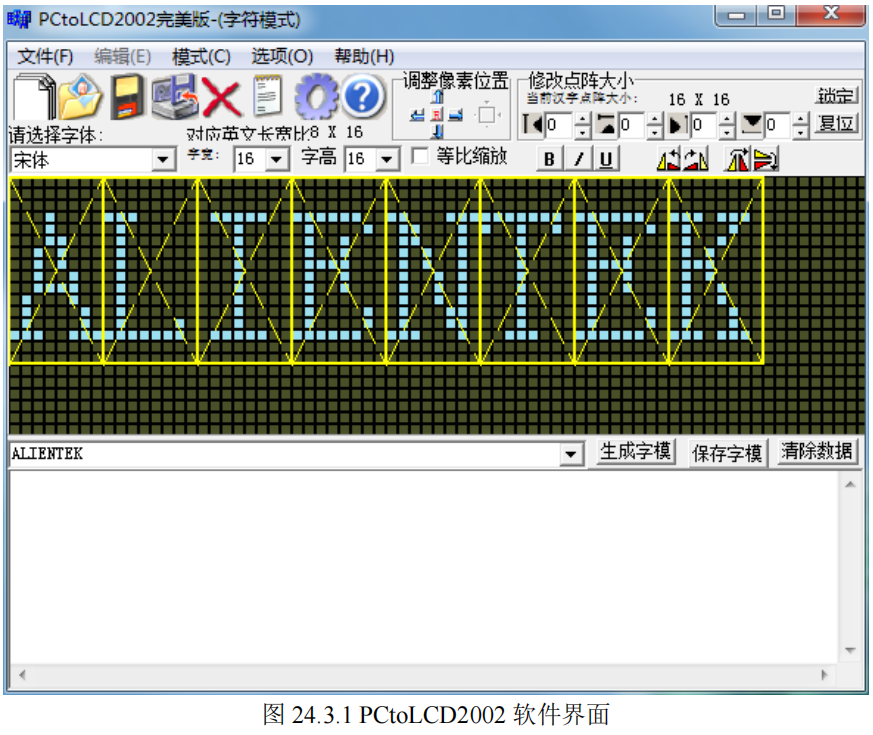 PCtoLCD2002完美版-(字符模式)
文件(F) 编辑(E) 模式(C) 选项(O) 帮助(H)
调整像素位置 修改点阵大小
当前汉字点阵大小： 16 X 16 锁定
0 0 0 0 复位
请选择字体: 对应英文长宽比8 X 16
宋体 字宽: 16 字高 16 等比缩放 B I U
ALIENTEK
ALIENTEK 生成字模 保存字模 清除数据
图 24.3.1 PCtoLCD2002 软件界面